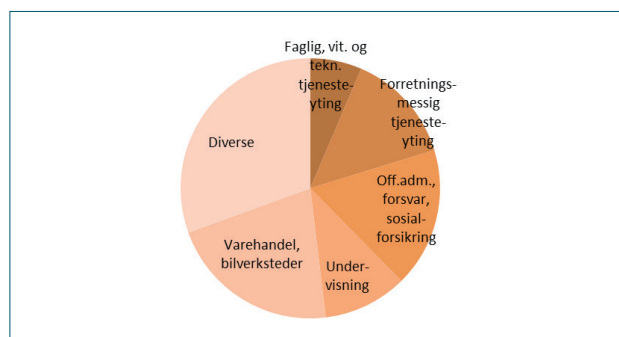 Faglig, vit. og
tekn.
tjeneste-
yting
Forretnings-
messig
tjeneste-
yting
Diverse
Off.adm.,
forsvar,
sosial-
forsikring
Varehandel,
bilverksteder
Under-
visning